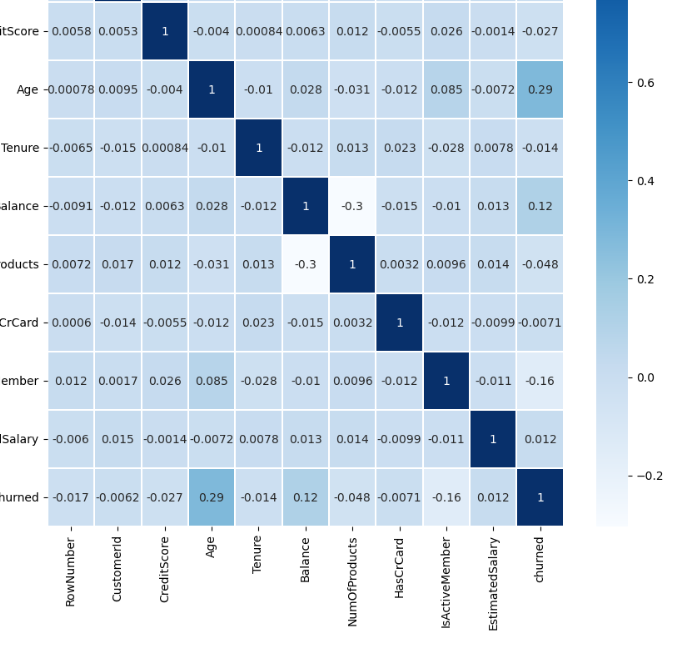 itScore 0.0058 0.0053 1 -0.004 0.00084 0.0063 0.012 -0.0055 0.026 -0.0014 -0.027
0.6
Age 0.00078 0.0095 -0.004 1 -0.01 0.028 -0.031 -0.012 0.085 -0.0072 0.29
Tenure -0.0065 -0.015 0.00084 -0.01 1 -0.012 0.013 0.023 -0.028 0.0078 -0.014
0.4
alance -0.0091 -0.012 0.0063 0.028 -0.012 1 -0.3 -0.015 -0.01 0.013 0.12
oducts 0.0072 0.017 0.012 -0.031 0.013 -0.3 1 0.0032 0.0096 0.014 -0.048
0.2
CrCard 0.0006 -0.014 -0.0055 -0.012 0.023 -0.015 0.0032 1 -0.012 -0.0099 -0.0071
ember 0.012 0.0017 0.026 0.085 -0.028 -0.01 0.0096 -0.012 1 -0.011 -0.16
0.0
dSalary -0.006 0.015 -0.0014 -0.0072 0.0078 0.013 0.014 -0.0099 -0.011 1 0.012
−0.2
hurned -0.017 -0.0062 -0.027 0.29 -0.014 0.12 -0.048 -0.0071 -0.16 0.012 1
RowNumber
CustomerId
CreditScore
Age
Tenure
Balance
NumOfProducts
HasCrCard
IsActiveMember
EstimatedSalary
churned